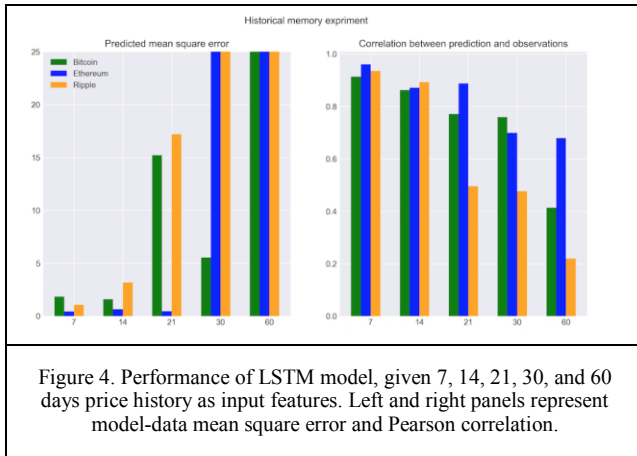 Historical memory expriment
Predicted mean square error
Correlation between prediction and observations
Bitcoin
Ethereum
Ripple
25
20
15
10
5
0
7 14 21 30 60
1.0
0.8
0.6
0.4
0.2
0.0
7 14 21 30 60
Figure 4. Performance of LSTM model, given 7, 14, 21, 30, and 60
days price history as input features. Left and right panels represent
model-data mean square error and Pearson correlation.